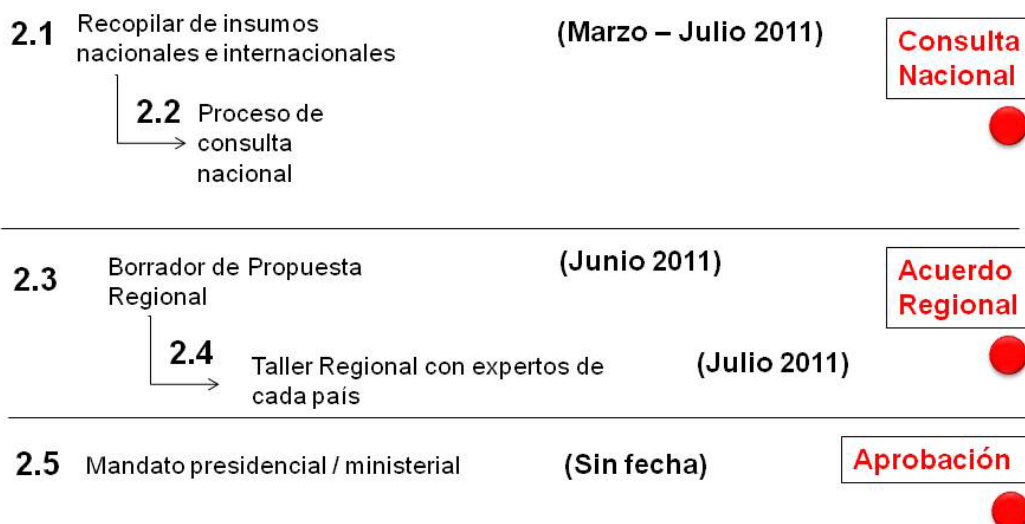 2.1 Recopilar de insumos
nacionales e internacionales
(Marzo – Julio 2011)
Consulta
Nacional
2.2 Proceso de
consulta
nacional
2.3 Borrador de Propuesta
Regional
(Junio 2011)
Acuerdo
Regional
2.4 Taller Regional con expertos de
cada país
(Julio 2011)
2.5 Mandato presidencial / ministerial
(Sin fecha)
Aprobación